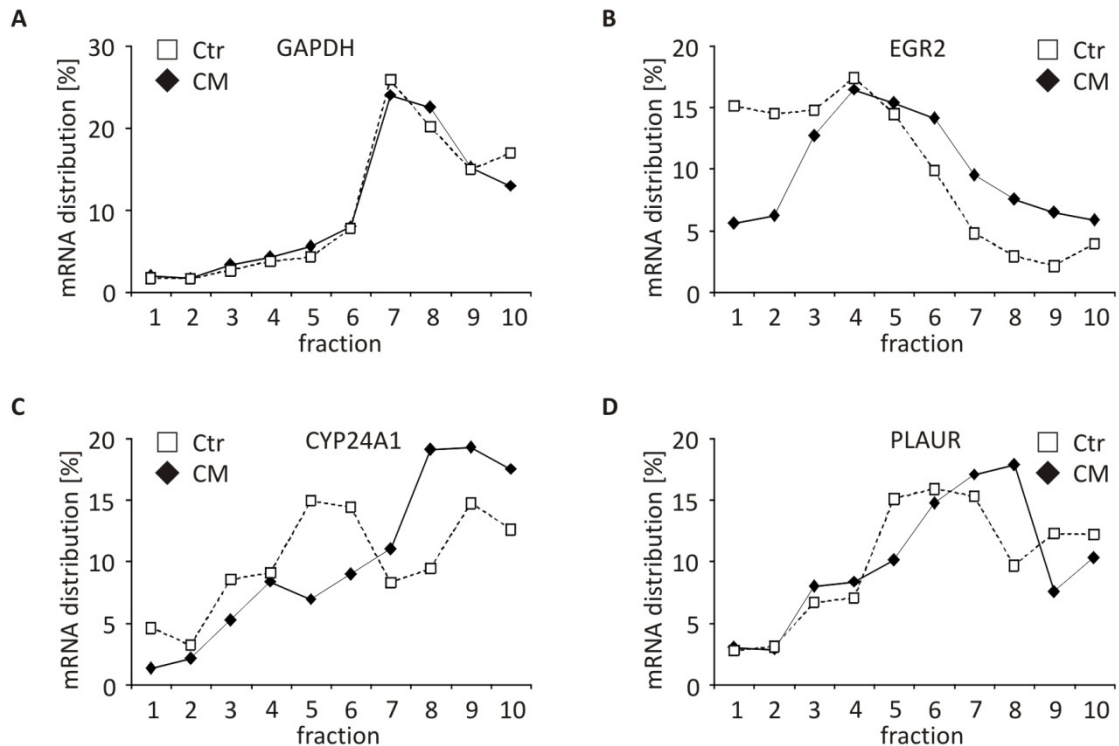 A
GAPDH
Ctr
CM
mRNA distribution [%]
30
20
10
0
1 2 3 4 5 6 7 8 9 10
fraction
B
EGR2
Ctr
CM
mRNA distribution [%]
20
15
10
5
0
1 2 3 4 5 6 7 8 9 10
fraction
C
CYP24A1
Ctr
CM
mRNA distribution [%]
20
15
10
5
0
1 2 3 4 5 6 7 8 9 10
fraction
D
PLAUR
Ctr
CM
mRNA distribution [%]
20
15
10
5
0
1 2 3 4 5 6 7 8 9 10
fraction